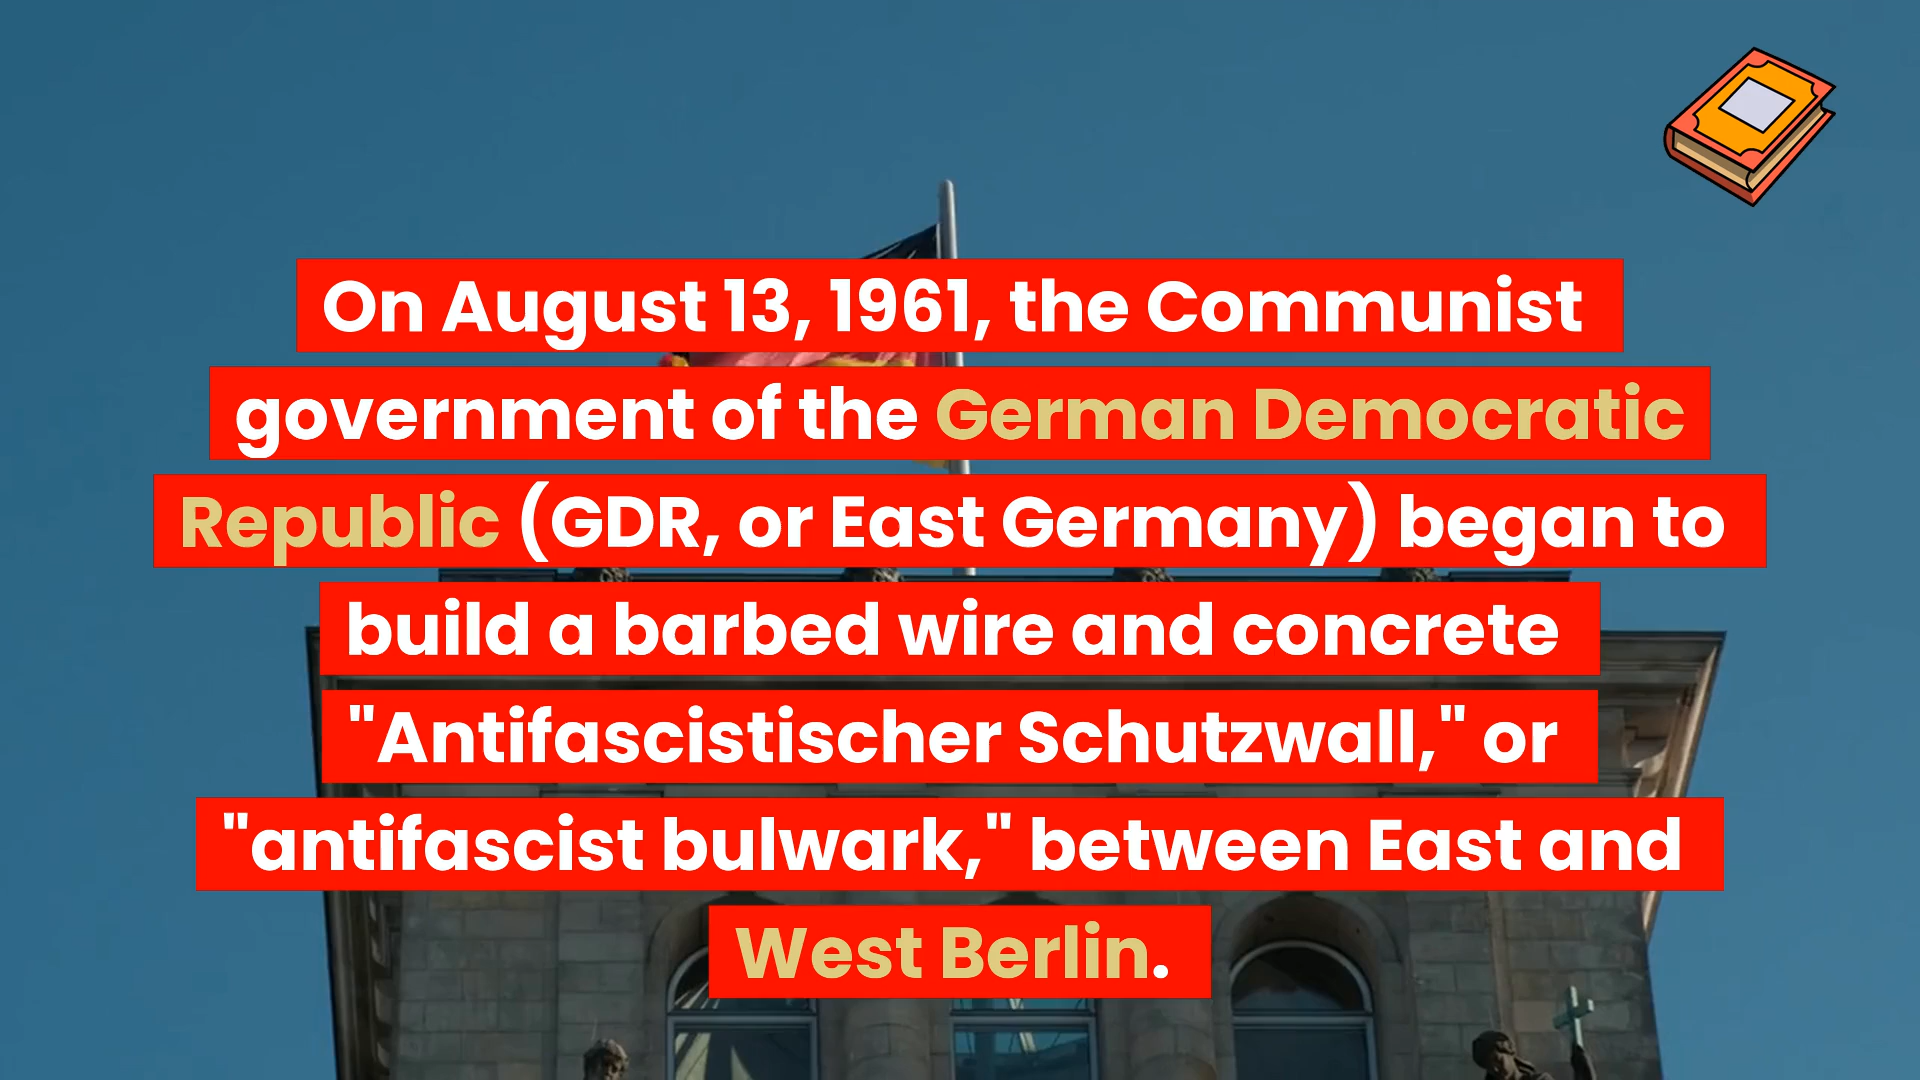 On August 13, 1961, the Communist
government of the German Democratic
Republic (GDR, or East Germany) began to
build a barbed wire and concrete
"Antifascistischer Schutzwall," or
"antifascist bulwark," between East and
West Berlin.